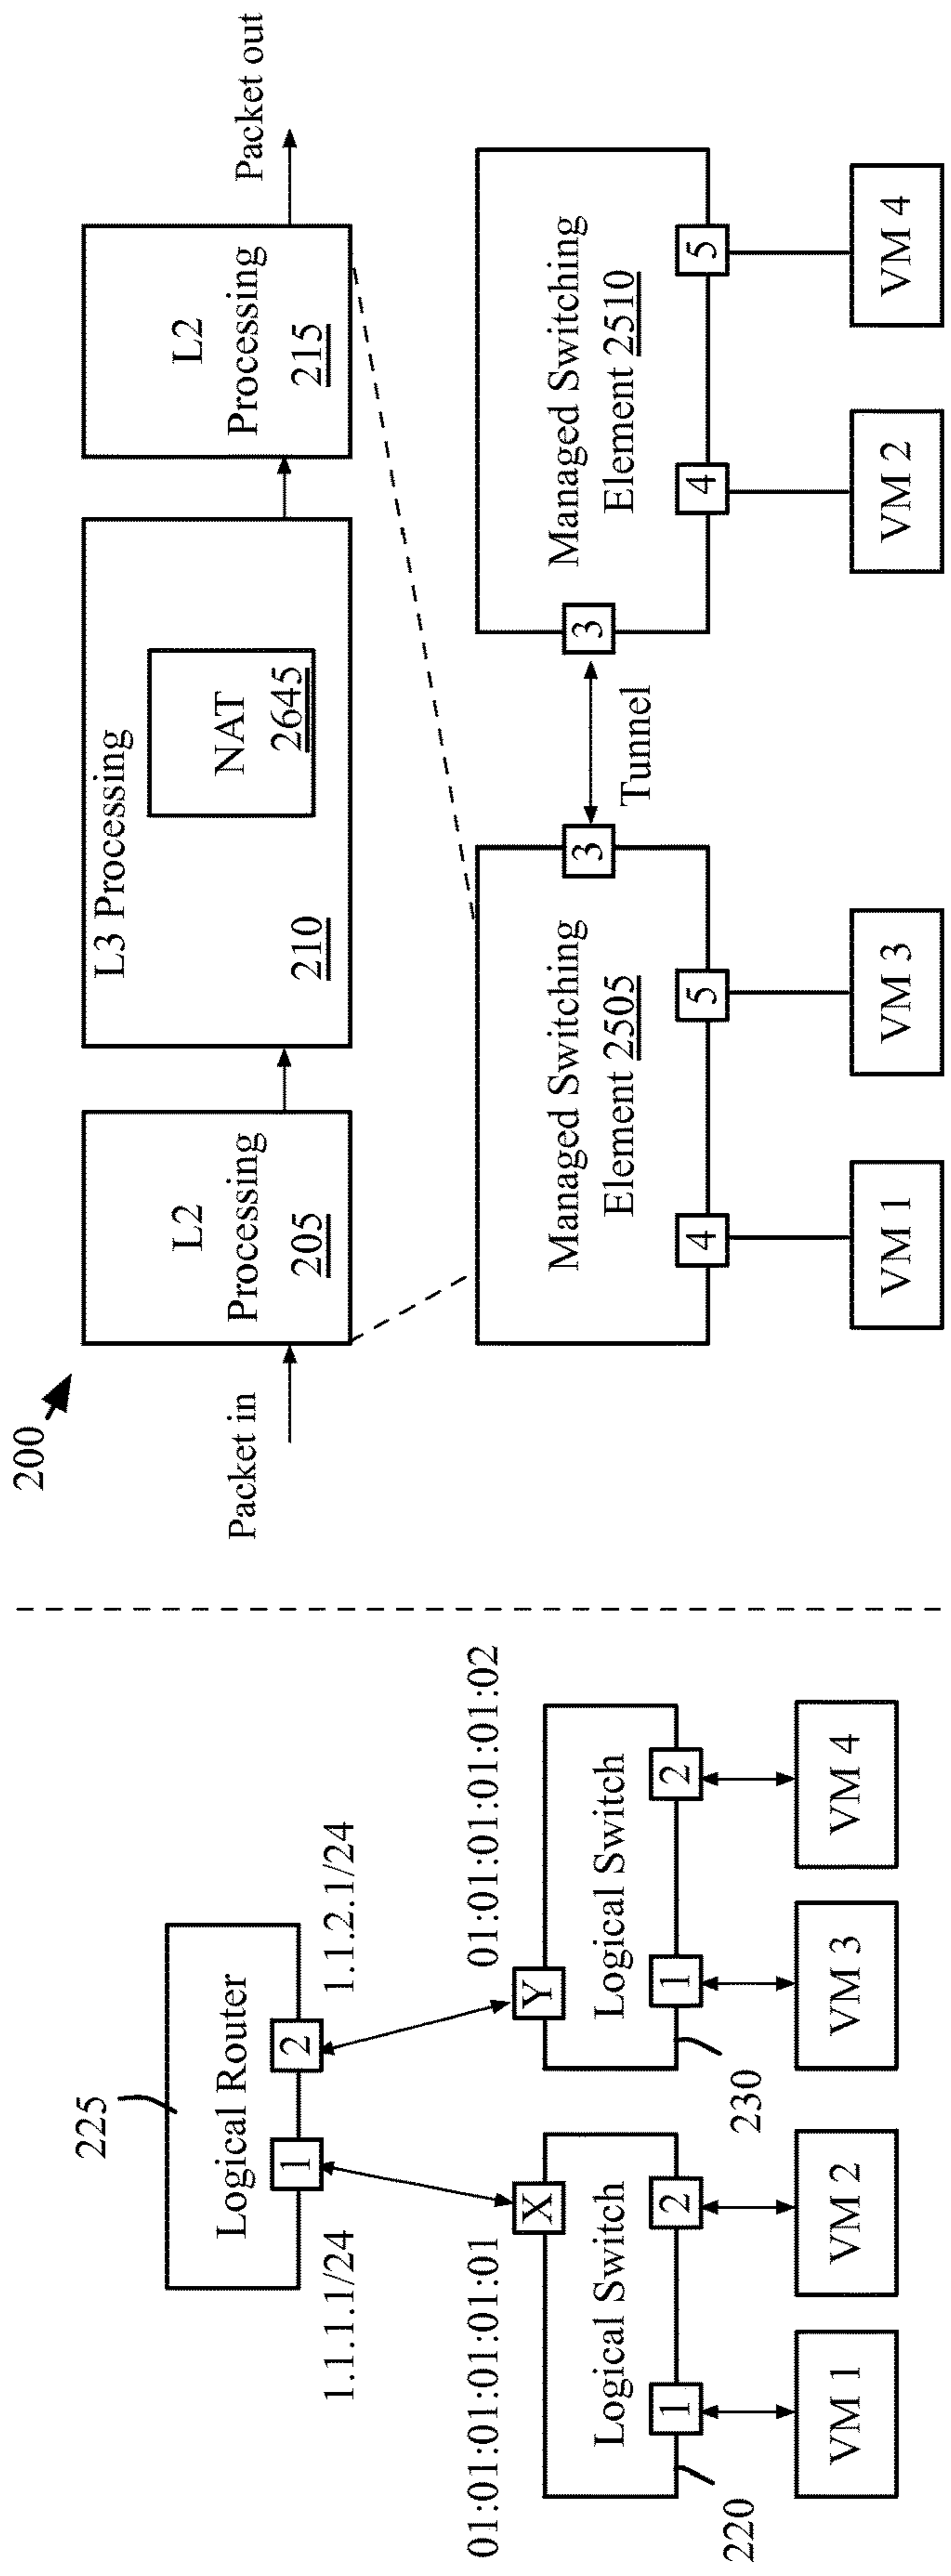 225
Logical Router
1
2
1.1.1.1/24
1.1.2.1/24
01:01:01:01:01:01
01:01:01:01:01:02
X
Logical Switch
1
2
220
VM 1
VM 2
Y
Logical Switch
1
2
230
VM 3
VM 4
200
Packet in
L2
Processing
205
L3 Processing
210
NAT
2645
L2
Processing
215
Packet out
Managed Switching
Element 2505
3
4
5
Tunnel
Managed Switching
Element 2510
3
4
5
VM 1
VM 3
VM 2
VM 4